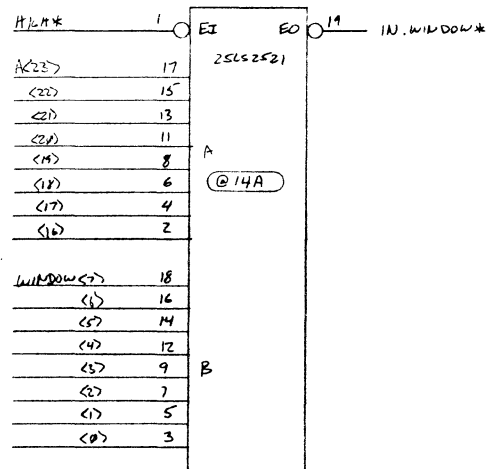 HIGH* 1 EI EO 19 IN.WINDOW*
25LS2521
A<23> 17
<22> 15
<21> 13
<20> 11
A
<19> 8
<18> 6
@ 14A
<17> 4
<16> 2
WINDOW<7> 18
<6> 16
<5> 14
<4> 12
<3> 9 B
<2> 7
<1> 5
<0> 3